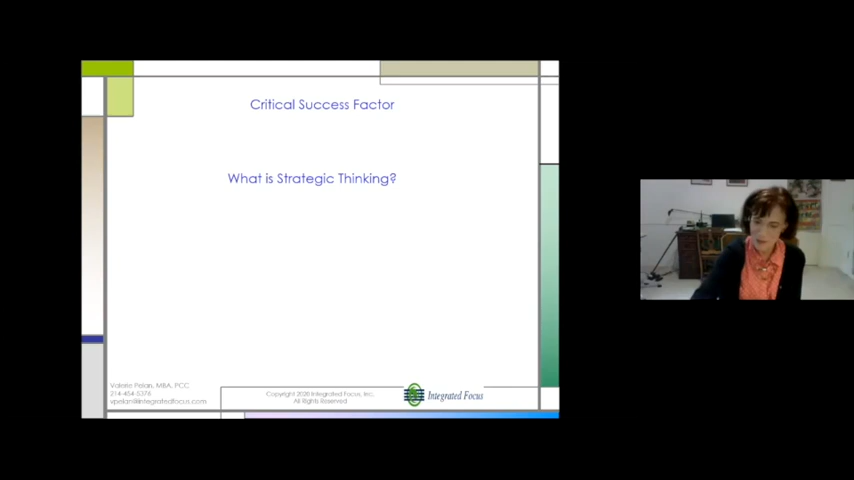 Critical Success Factor
What is Strategic Thinking?
Valerie Pelan, MBA, PCC
214-454-5376
vpelan@integratedfocus.com
Copyright 2020 Integrated Focus, Inc.
All Rights Reserved
Integrated Focus